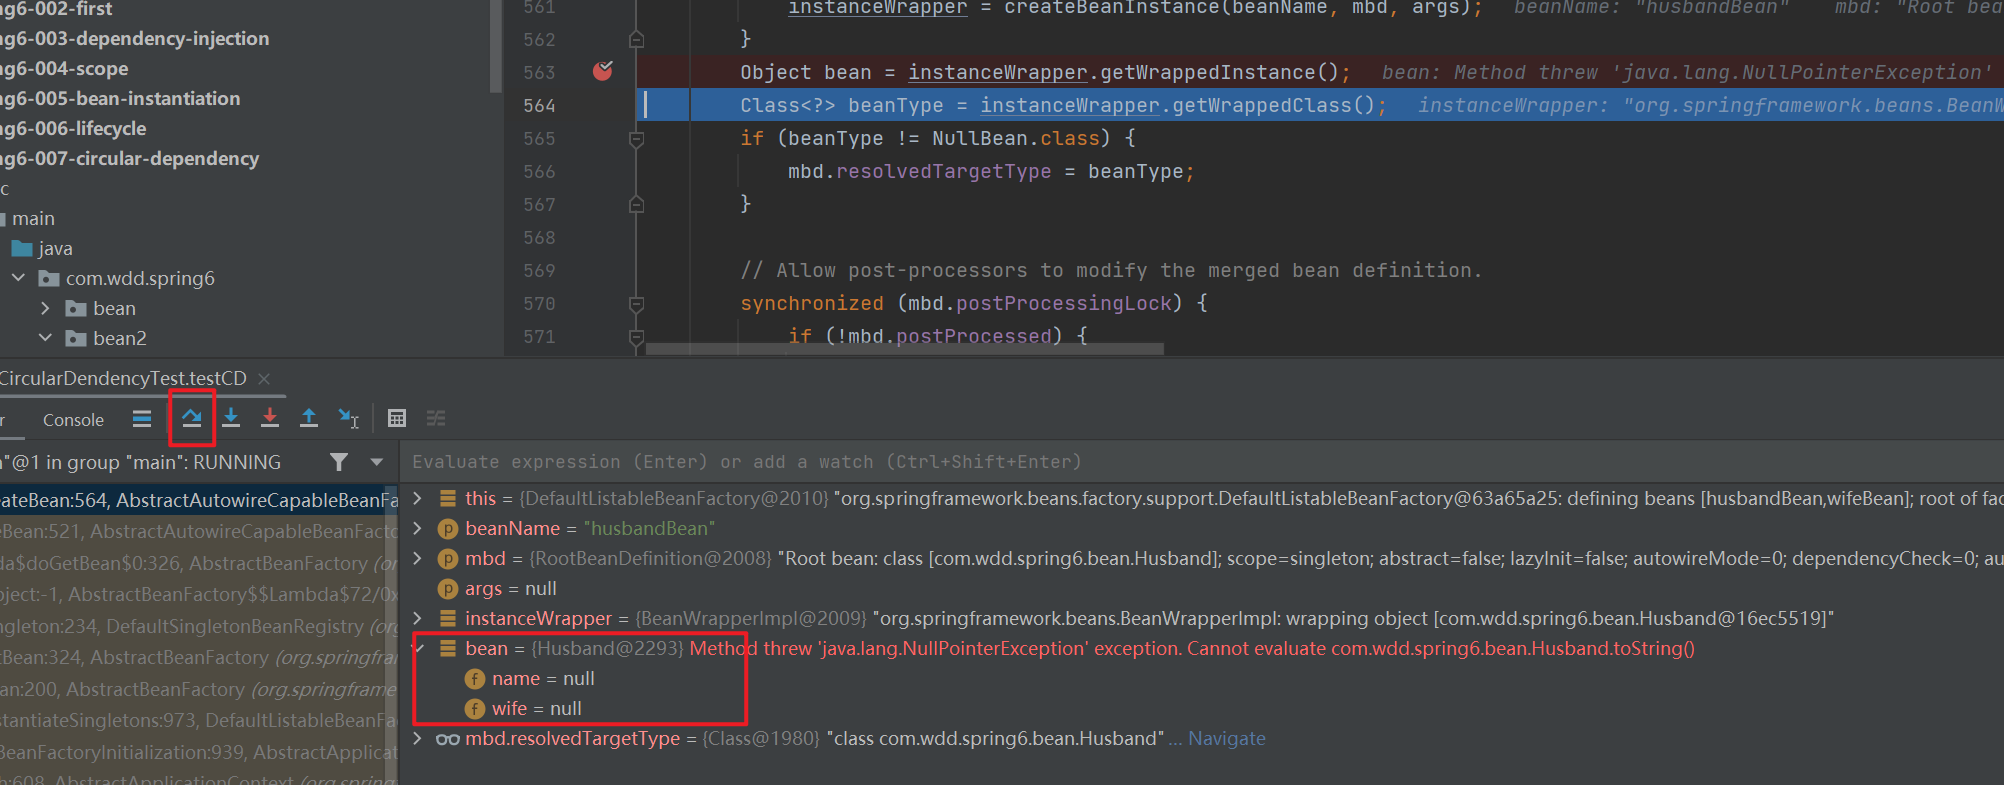 ng6-002-first
ng6-003-dependency-injection
ng6-004-scope
ng6-005-bean-instantiation
ng6-006-lifecycle
ng6-007-circular-dependency
c
main
java
com.wdd.spring6
bean
bean2
561 instanceWrapper = createBeanInstance(beanName, mbd, args); beanName: "husbandBean" mbd: "Root bea
562 }
563 Object bean = instanceWrapper.getWrappedInstance(); bean: Method threw 'java.lang.NullPointerException'
564 Class<?> beanType = instanceWrapper.getWrappedClass(); instanceWrapper: "org.springframework.beans.BeanW
565 if (beanType != NullBean.class) {
566 mbd.resolvedTargetType = beanType;
567 }
568
569 // Allow post-processors to modify the merged bean definition.
570 synchronized (mbd.postProcessingLock) {
571 if (!mbd.postProcessed) {
CircularDendencyTest.testCD
r Console
n"@1 in group "main": RUNNING
eateBean:564, AbstractAutowireCapableBeanFa
eBean:521, AbstractAutowireCapableBeanFacto
da$doGetBean$0:326, AbstractBeanFactory (or
bject:-1, AbstractBeanFactory$$Lambda$72/0x
ngleton:234, DefaultSingletonBeanRegistry (org
tBean:324, AbstractBeanFactory (org.springfran
an:200, AbstractBeanFactory (org.springframe
stantiateSingletons:973, DefaultListableBeanFa
BeanFactoryInitialization:939, AbstractApplicat
h:608, AbstractApplicationContext (org.spring
Evaluate expression (Enter) or add a watch (Ctrl+Shift+Enter)
this = {DefaultListableBeanFactory@2010} "org.springframework.beans.factory.support.DefaultListableBeanFactory@63a65a25: defining beans [husbandBean,wifeBean]; root of fac
p beanName = "husbandBean"
p mbd = {RootBeanDefinition@2008} "Root bean: class [com.wdd.spring6.bean.Husband]; scope=singleton; abstract=false; lazyInit=false; autowireMode=0; dependencyCheck=0; au
p args = null
instanceWrapper = {BeanWrapperImpl@2009} "org.springframework.beans.BeanWrapperImpl: wrapping object [com.wdd.spring6.bean.Husband@16ec5519]"
bean = {Husband@2293} Method threw 'java.lang.NullPointerException' exception. Cannot evaluate com.wdd.spring6.bean.Husband.toString()
f name = null
f wife = null
mbd.resolvedTargetType = {Class@1980} "class com.wdd.spring6.bean.Husband" ... Navigate